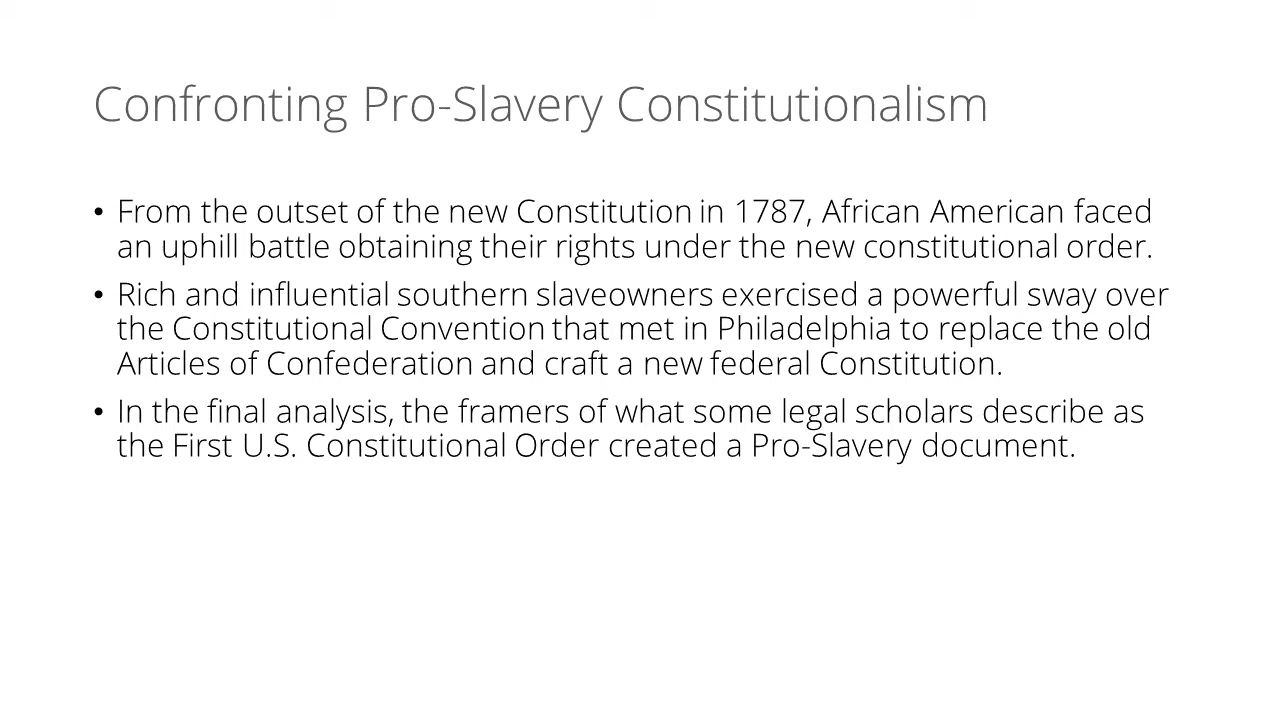 Confronting Pro-Slavery Constitutionalism
• From the outset of the new Constitution in 1787, African American faced
an uphill battle obtaining their rights under the new constitutional order.
• Rich and influential southern slaveowners exercised a powerful sway over
the Constitutional Convention that met in Philadelphia to replace the old
Articles of Confederation and craft a new federal Constitution.
• In the final analysis, the framers of what some legal scholars describe as
the First U.S. Constitutional Order created a Pro-Slavery document.